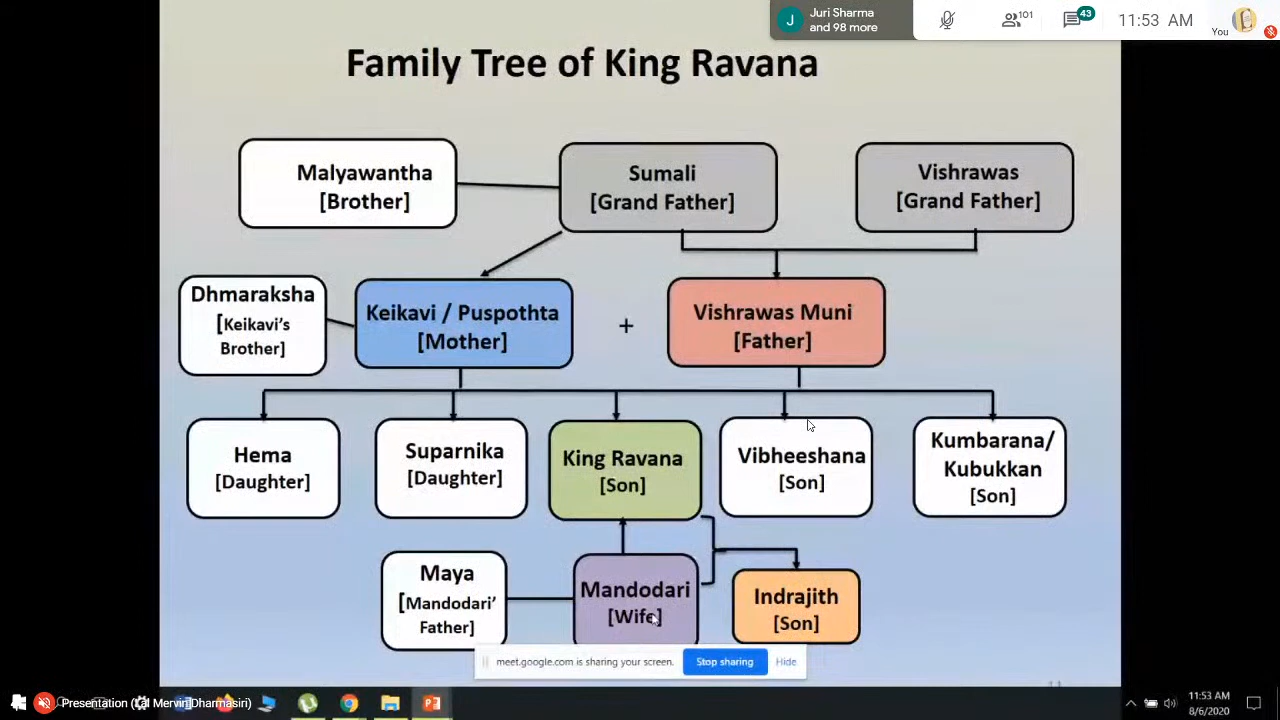 Juri Sharma
and 98 more
101
43
11:53 AM
You
Family Tree of King Ravana
Malyawantha
[Brother]
Sumali
[Grand Father]
Vishrawas
[Grand Father]
Dhmaraksha
[Keikavi's
Brother]
Keikavi / Puspothta
[Mother]
+
Vishrawas Muni
[Father]
Hema
[Daughter]
Suparnika
[Daughter]
King Ravana
[Son]
Vibheeshana
[Son]
Kumbarana/
Kubukkan
[Son]
Maya
[Mandodari'
Father]
Mandodari
[Wife]
Indrajith
[Son]
meet.google.com is sharing your screen.
Stop sharing
Hide
Presentation
Mervin Dharmasiri)
11:53 AM
8/6/2020